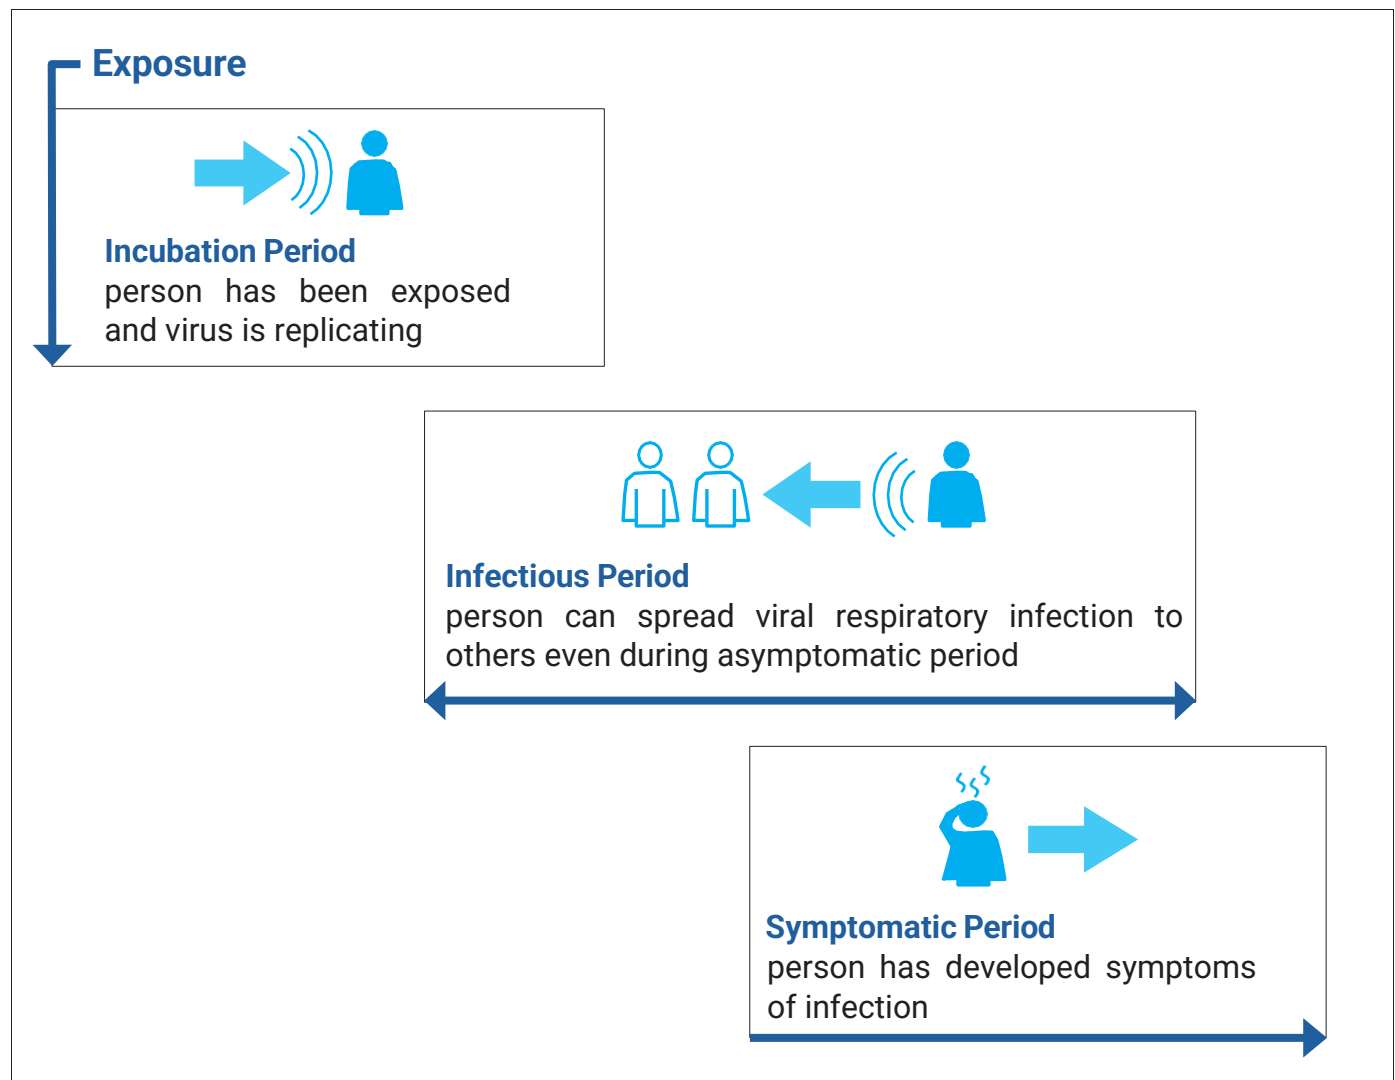 Exposure
Incubation Period
person has been exposed
and virus is replicating
Infectious Period
person can spread viral respiratory infection to
others even during asymptomatic period
Symptomatic Period
person has developed symptoms
of infection